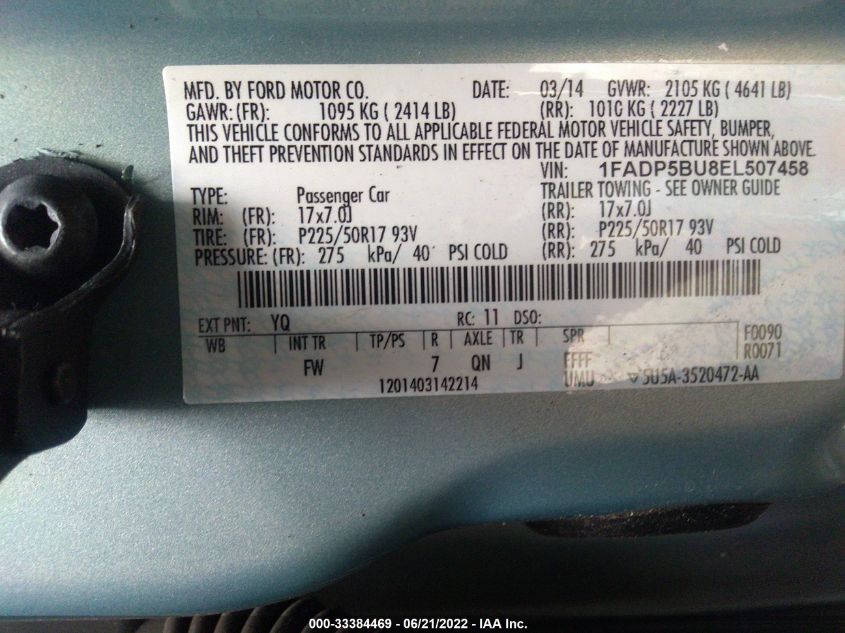 MFD. BY FORD MOTOR CO. DATE: 03/14 GVWR: 2105 KG ( 4641 LB)
GAWR: (FR): 1095 KG ( 2414 LB) (RR): 1010 KG ( 2227 LB)
THIS VEHICLE CONFORMS TO ALL APPLICABLE FEDERAL MOTOR VEHICLE SAFETY, BUMPER,
AND THEFT PREVENTION STANDARDS IN EFFECT ON THE DATE OF MANUFACTURE SHOWN ABOVE.
VIN: 1FADP5BU8EL507458
TYPE: Passenger Car TRAILER TOWING - SEE OWNER GUIDE
RIM: (FR): 17x7.0J (RR): 17x7.0J
TIRE: (FR): P225/50R17 93V (RR): P225/50R17 93V
PRESSURE: (FR): 275 kPa/ 40 PSI COLD (RR): 275 kPa/ 40 PSI COLD
EXT PNT: YQ RC: 11 DSO:
WB INT TR TP/PS R AXLE TR SPR F0090
FW 7 QN J FFFF R0071
1201403142214 UMU 5U5A-3520472-AA
000-33384469 - 06/21/2022 - IAA Inc.